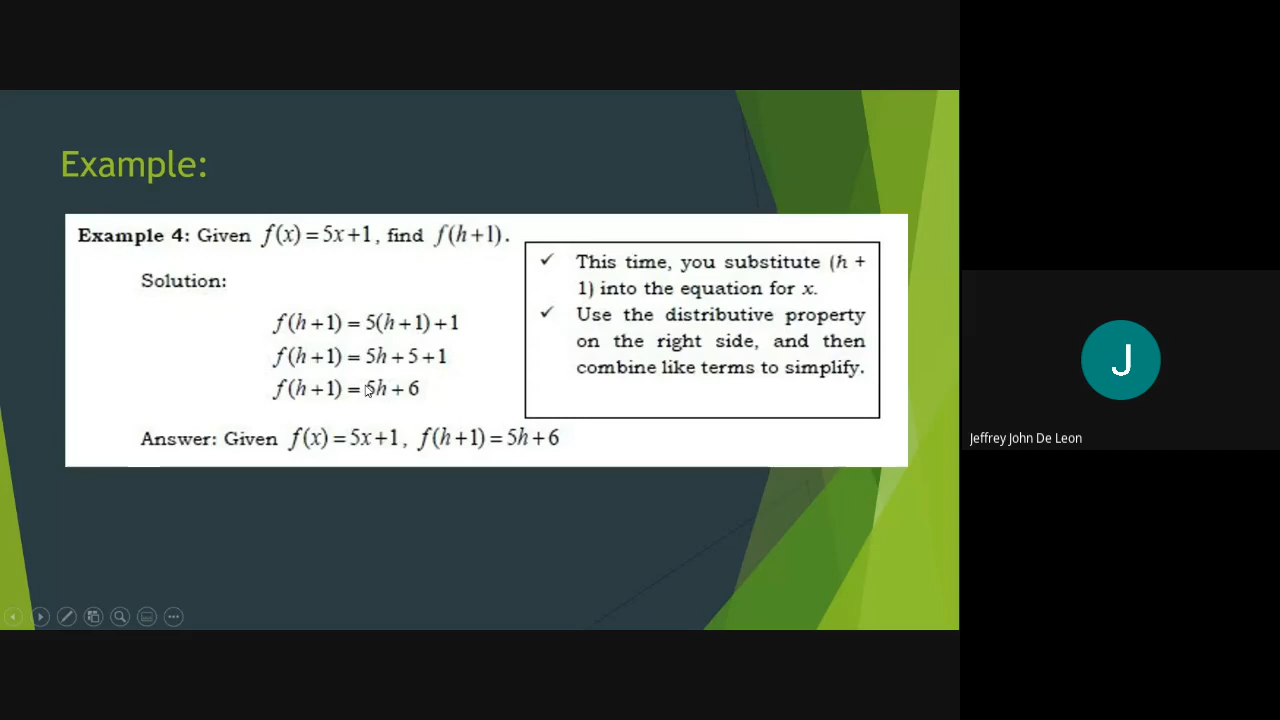 Example:
Example 4: Given f(x) = 5x+1, find f(h+1).
Solution:
f(h+1) = 5(h+1)+1
f(h+1) = 5h+5+1
f(h+1) = 5h+6
✓ This time, you substitute (h +
1) into the equation for x.
✓ Use the distributive property
on the right side, and then
combine like terms to simplify.
Answer: Given f(x) = 5x+1, f(h+1) = 5h+6
J
Jeffrey John De Leon